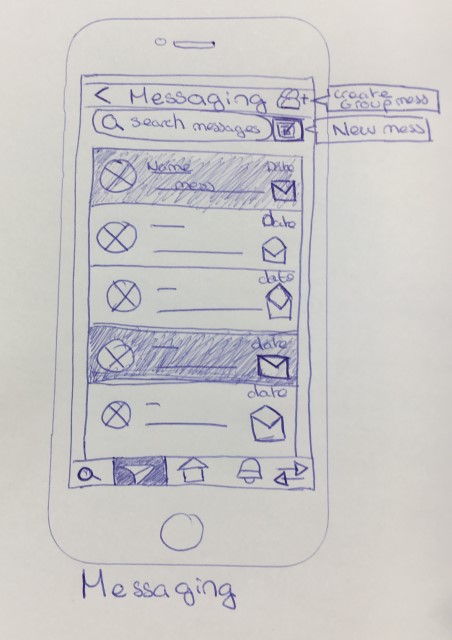 < Messaging
create
Group mess
search messages
New mess
Name
Date
mess
date
date
date
date
Messaging